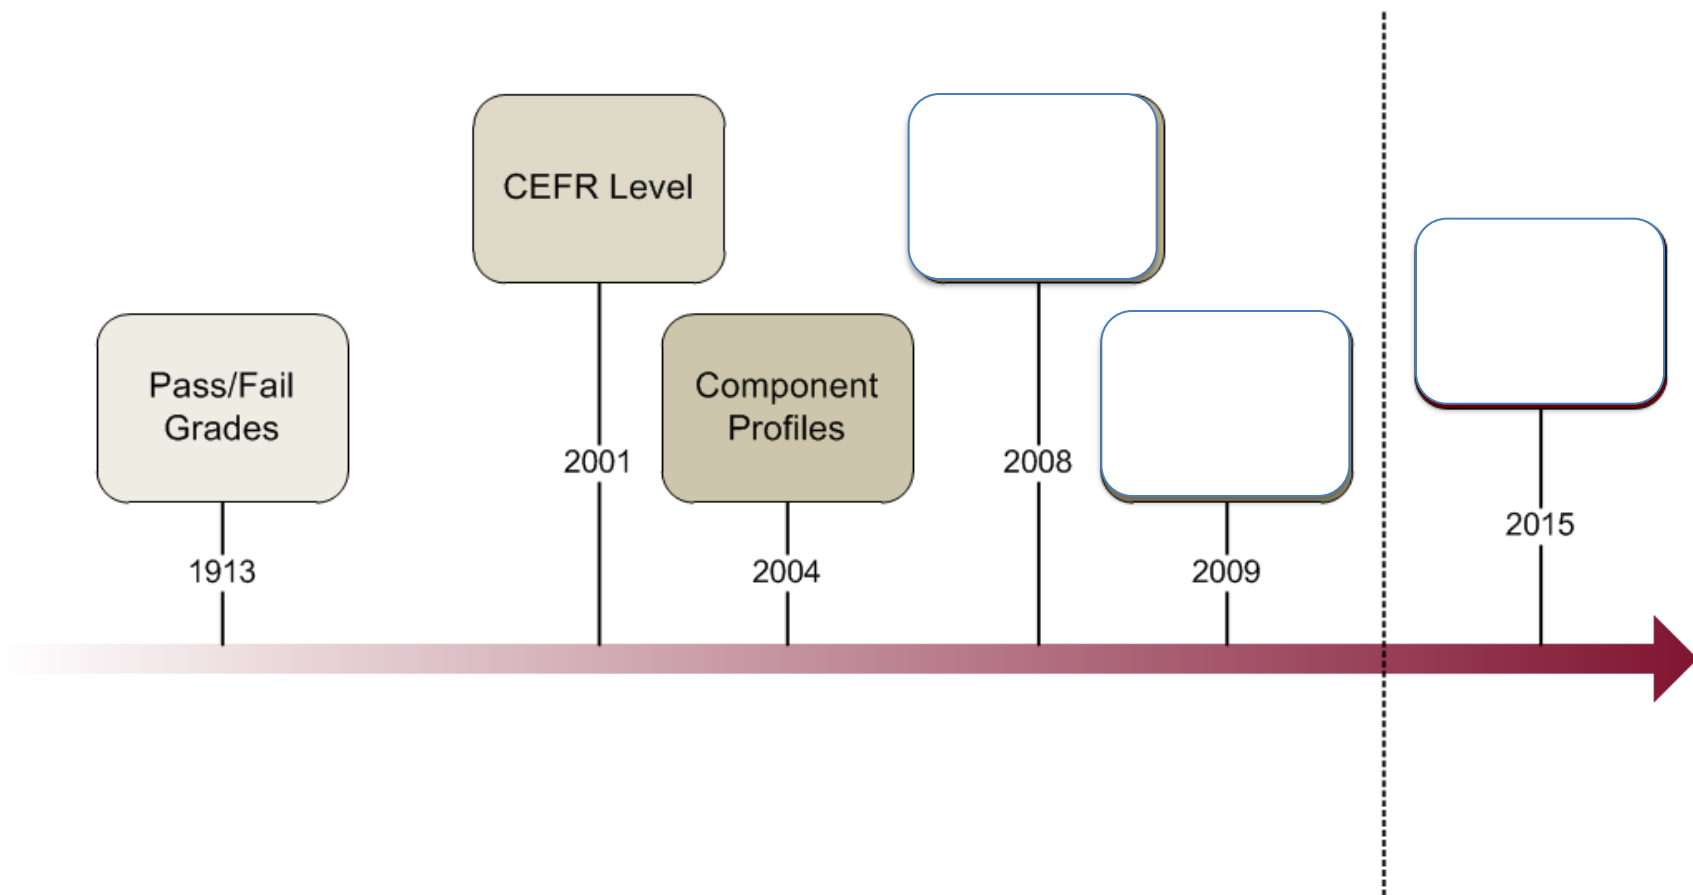 CEFR Level
Pass/Fail
Grades
Component
Profiles
2001
2008
2015
1913
2004
2009